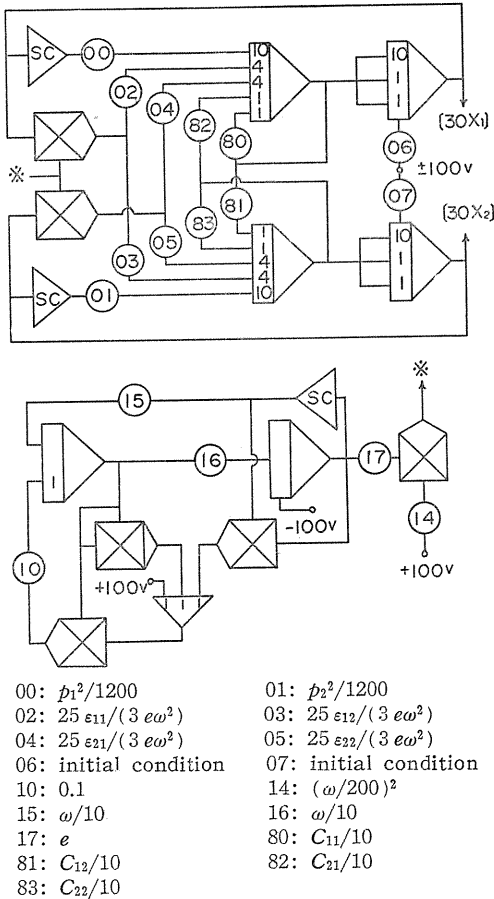 SC
00
02
04
82
80
10
4
4
1
1
10
1
1
(30X₁)
06
±100v
07
※
83
81
05
03
SC
01
1
1
4
4
10
10
1
1
(30X₂)
15
SC
※
1
16
17
10
+100v
-100v
14
+100v
1 1 1
00: p₁²/1200
01: p₂²/1200
02: 25 ε₁₁/(3 eω²)
03: 25 ε₁₂/(3 eω²)
04: 25 ε₂₁/(3 eω²)
05: 25 ε₂₂/(3 eω²)
06: initial condition
07: initial condition
10: 0.1
14: (ω/200)²
15: ω/10
16: ω/10
17: e
80: C₁₁/10
81: C₁₂/10
82: C₂₁/10
83: C₂₂/10